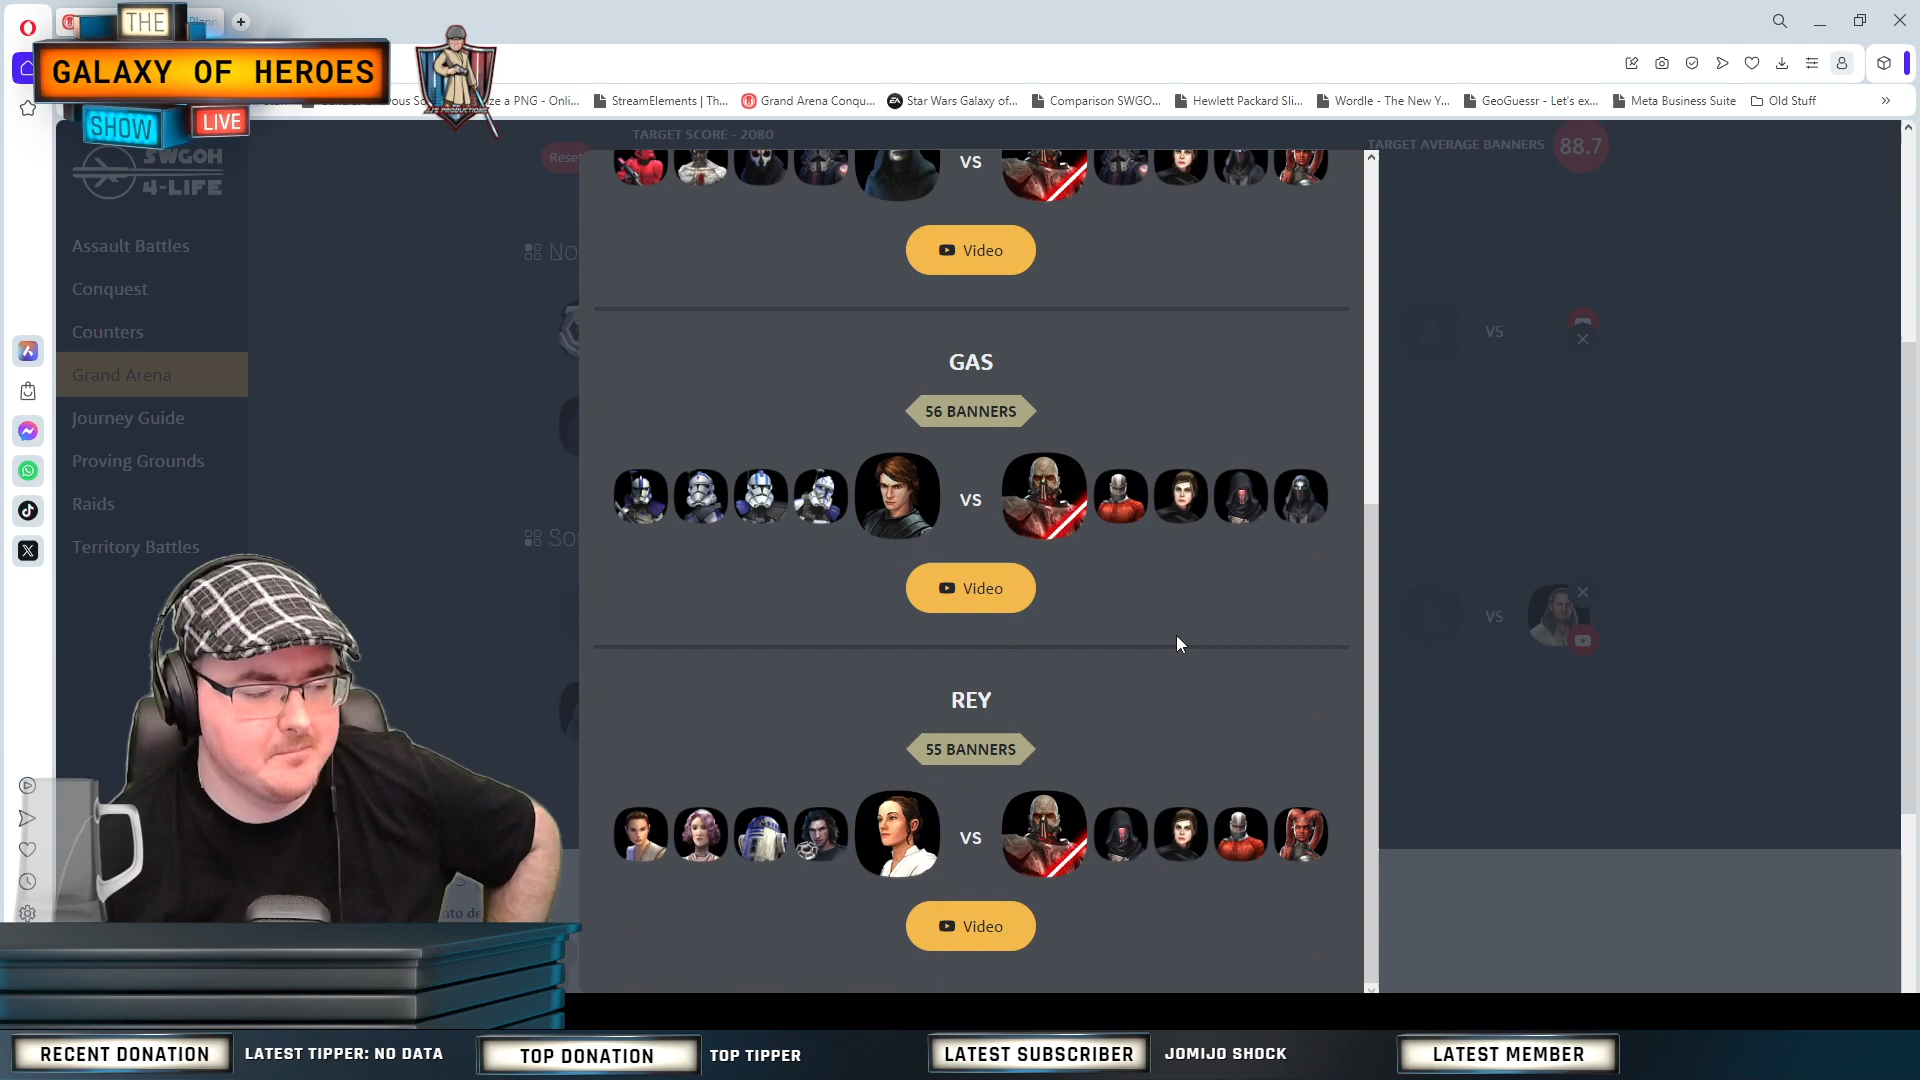 THE
GALAXY OF HEROES
SHOW
LIVE
StreamElements | Th...
Grand Arena Conqu...
Star Wars Galaxy of...
Comparison SWGO...
Hewlett Packard Sli...
Wordle - The New Y...
GeoGuessr - Let's ex...
Meta Business Suite
Old Stuff
ze a PNG - Onli...
TARGET SCORE - 2080
TARGET AVERAGE BANNERS 88.7
Reset
SWGOH
4-LIFE
Assault Battles
Conquest
Counters
Grand Arena
Journey Guide
Proving Grounds
Raids
Territory Battles
VS
Video
GAS
56 BANNERS
VS
Video
REY
55 BANNERS
VS
Video
VS
VS
RECENT DONATION
LATEST TIPPER: NO DATA
TOP DONATION
TOP TIPPER
LATEST SUBSCRIBER
JOMIJO SHOCK
LATEST MEMBER